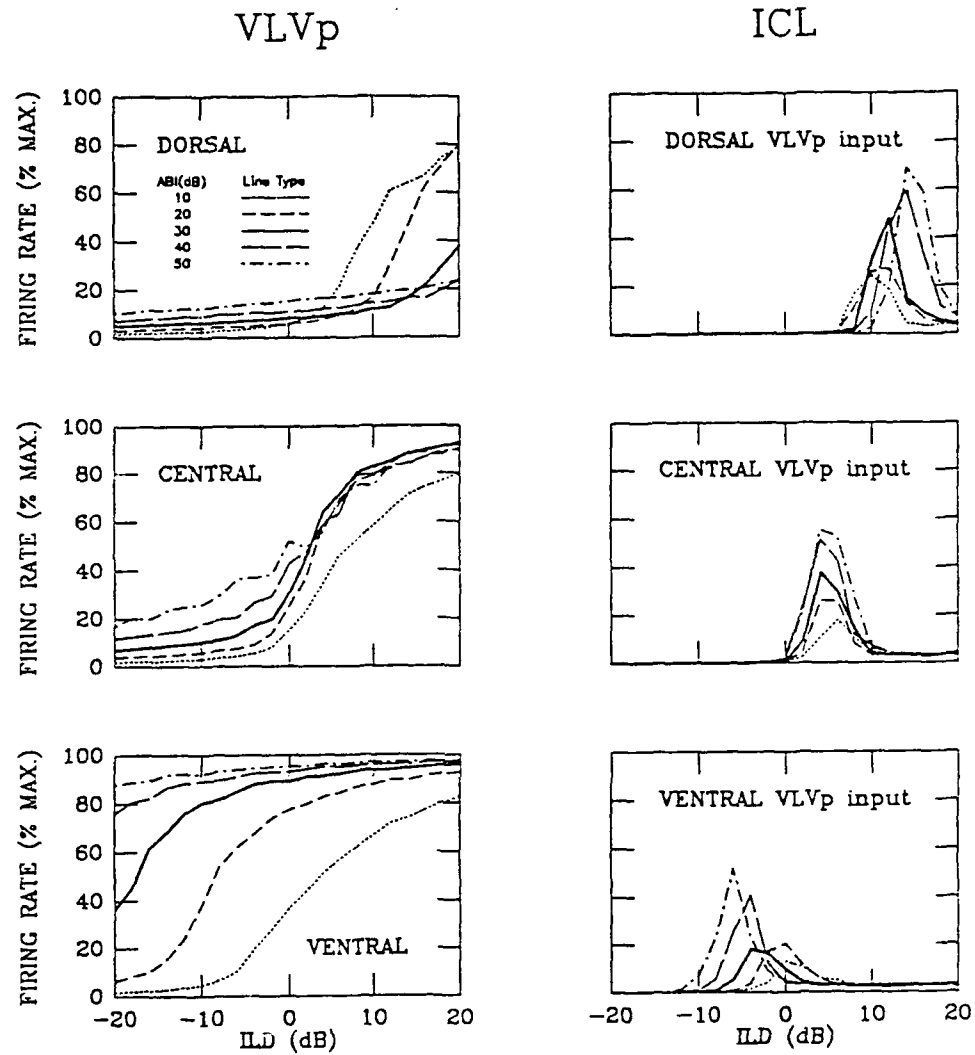 VLVp
ICL
FIRING RATE (% MAX.)
100
80
60
40
20
0
DORSAL
ABI(dB) Line Type
10
20
30
40
50
DORSAL VLVp input
FIRING RATE (% MAX.)
100
80
60
40
20
0
CENTRAL
CENTRAL VLVp input
FIRING RATE (% MAX.)
100
80
60
40
20
0
VENTRAL
VENTRAL VLVp input
-20 -10 0 10 20
ILD (dB)
-20 -10 0 10 20
ILD (dB)